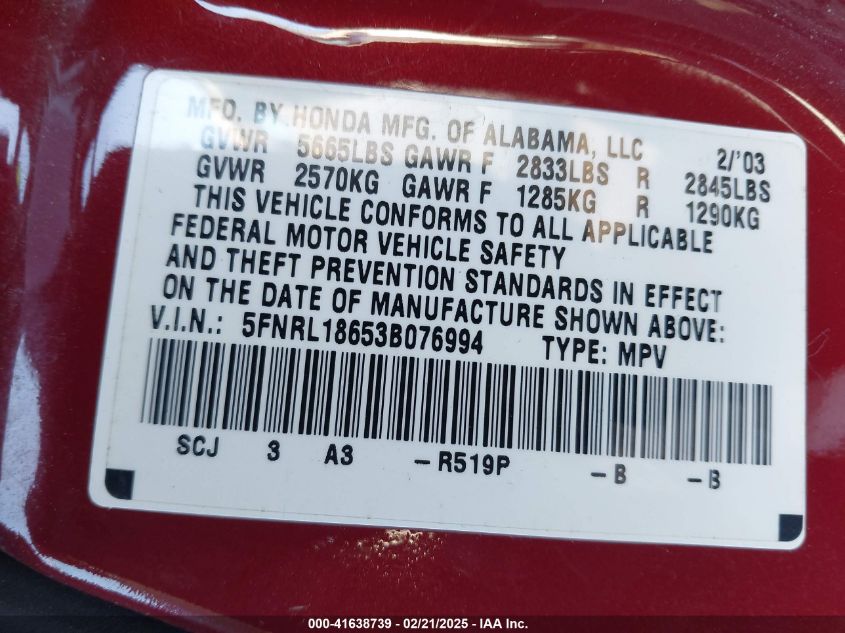 MFG. BY HONDA MFG. OF ALABAMA, LLC 2/'03
GVWR 5665LBS GAWR F 2833LBS R 2845LBS
GVWR 2570KG GAWR F 1285KG R 1290KG
THIS VEHICLE CONFORMS TO ALL APPLICABLE
FEDERAL MOTOR VEHICLE SAFETY
AND THEFT PREVENTION STANDARDS IN EFFECT
ON THE DATE OF MANUFACTURE SHOWN ABOVE:
V.I.N.: 5FNRL18653B076994 TYPE: MPV
SCJ 3 A3 -R519P -B -B
000-41638739 - 02/21/2025 - IAA, Inc.